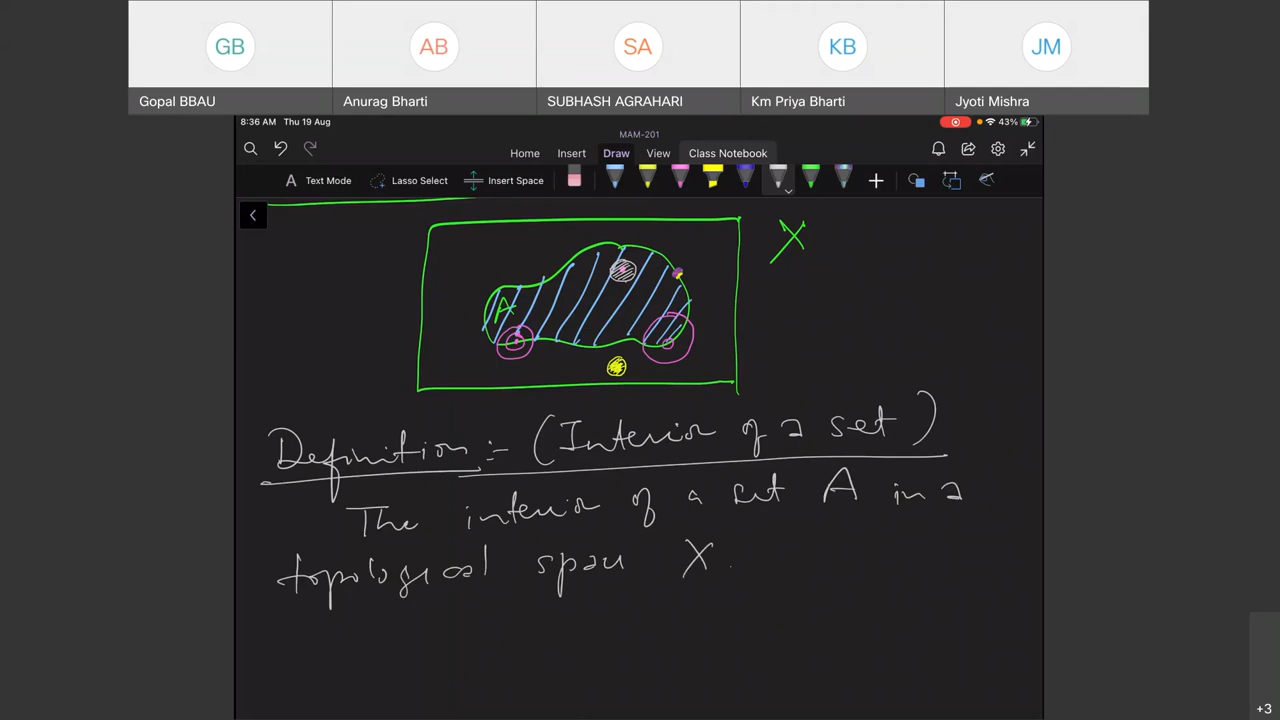 GB AB SA KB JM
Gopal BBAU Anurag Bharti SUBHASH AGRAHARI Km Priya Bharti Jyoti Mishra
8:36 AM Thu 19 Aug 43%
MAM-201
Home Insert Draw View Class Notebook
A Text Mode Lasso Select Insert Space
X
A
Definition :- (Interior of a set)
The interior of a set A in a
topological space X
+3